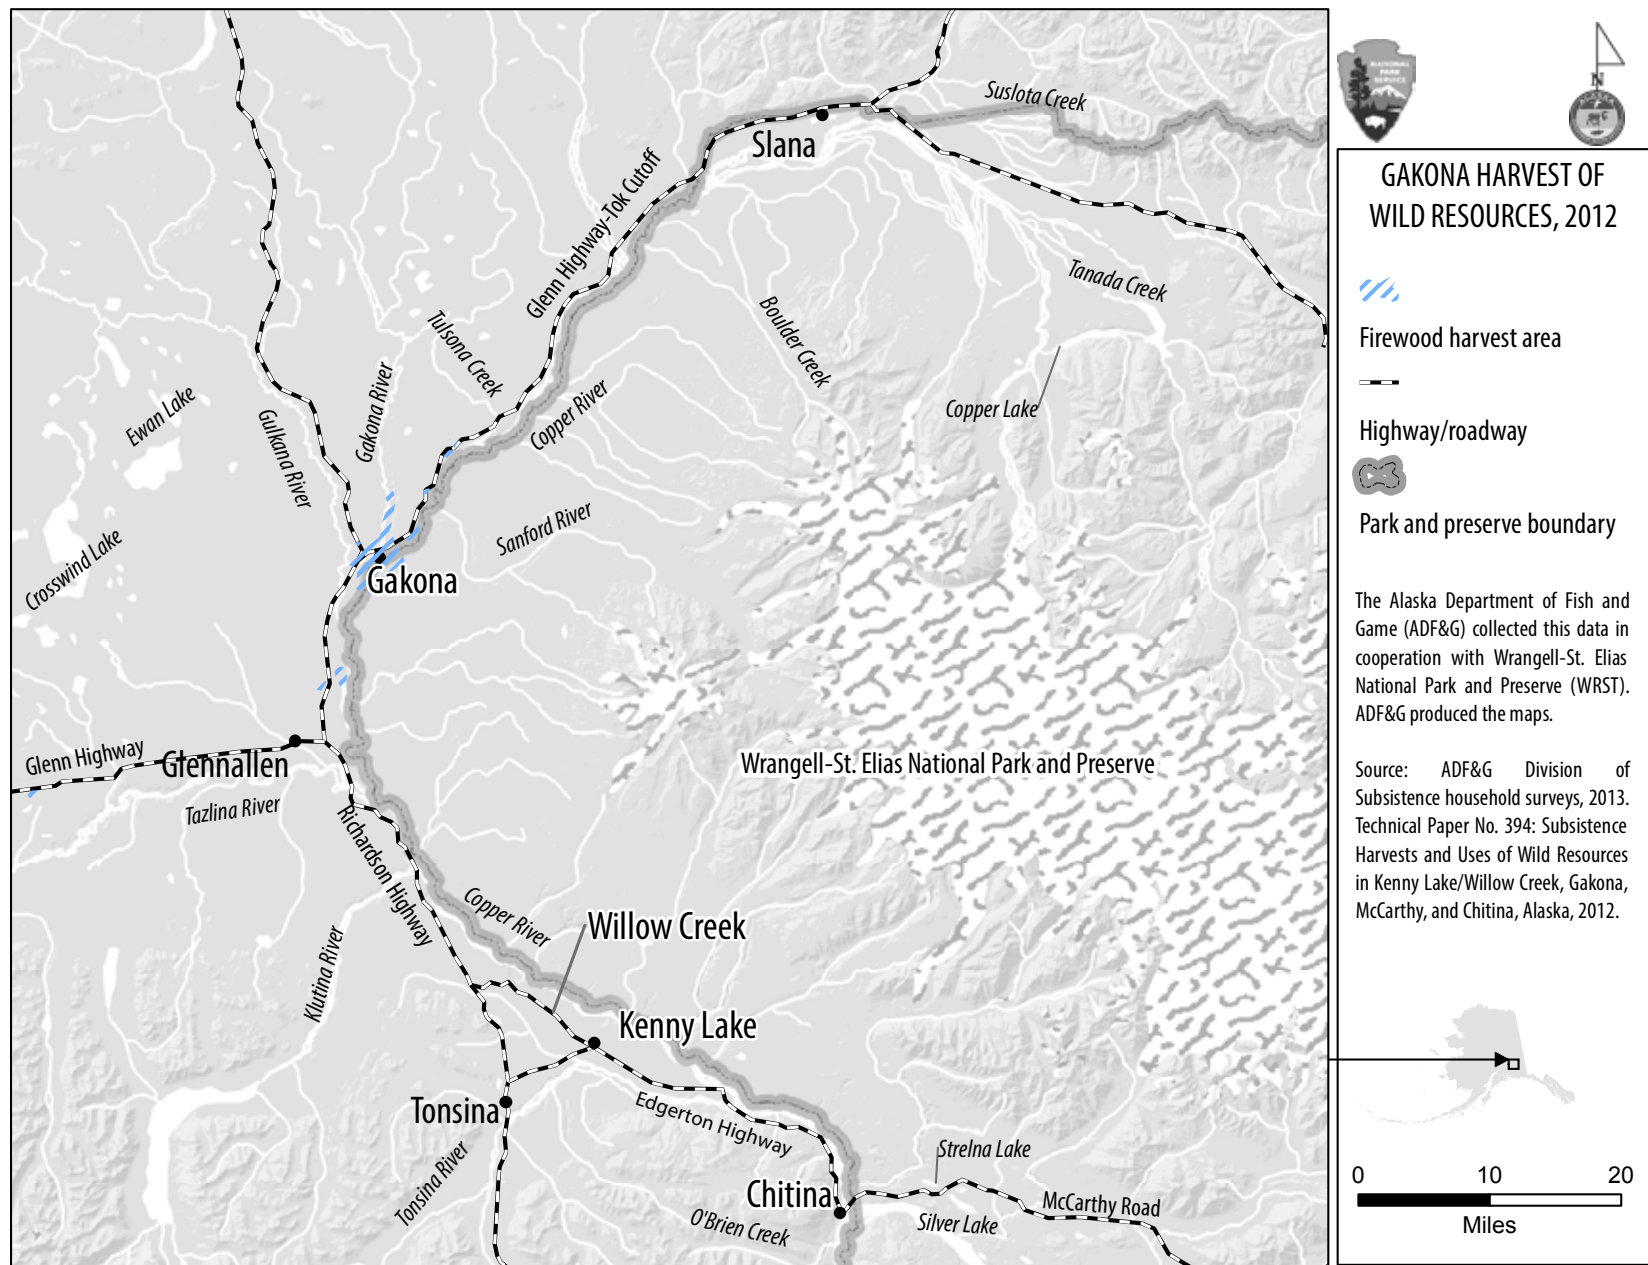 Suslota Creek
Slana
Glenn Highway-Tok Cutoff
Tanada Creek
Boulder Creek
Tulsona Creek
Gakona River
Copper River
Copper Lake
Ewan Lake
Gulkana River
Sanford River
Crosswind Lake
Gakona
Glenn Highway
Glennallen
Tazlina River
Wrangell-St. Elias National Park and Preserve
Richardson Highway
Copper River
Willow Creek
Klutina River
Kenny Lake
Tonsina
Edgerton Highway
Tonsina River
Strelna Lake
Chitina
McCarthy Road
Silver Lake
O'Brien Creek
NATIONAL
PARK
SERVICE
N
GAKONA HARVEST OF
WILD RESOURCES, 2012
Firewood harvest area
Highway/roadway
Park and preserve boundary
The Alaska Department of Fish and
Game (ADF&G) collected this data in
cooperation with Wrangell-St. Elias
National Park and Preserve (WRST).
ADF&G produced the maps.
Source: ADF&G Division of
Subsistence household surveys, 2013.
Technical Paper No. 394: Subsistence
Harvests and Uses of Wild Resources
in Kenny Lake/Willow Creek, Gakona,
McCarthy, and Chitina, Alaska, 2012.
0 10 20
Miles